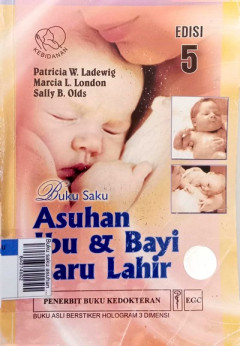 KEBIDANAN
EDISI
5
Patricia W. Ladewig
Marcia L. London
Sally B. Olds
Buku Saku
Asuhan
Ibu & Bayi
Baru Lahir
PENERBIT BUKU KEDOKTERAN
EGC
BUKU ASLI BERSTIKER HOLOGRAM 3 DIMENSI